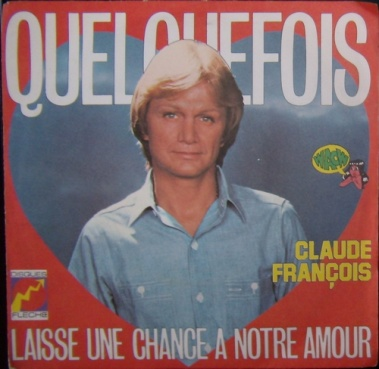 QUELQUEFOIS
CLAUDE
FRANÇOIS
DISQUES
FLECHE
LAISSE UNE CHANCE A NOTRE AMOUR